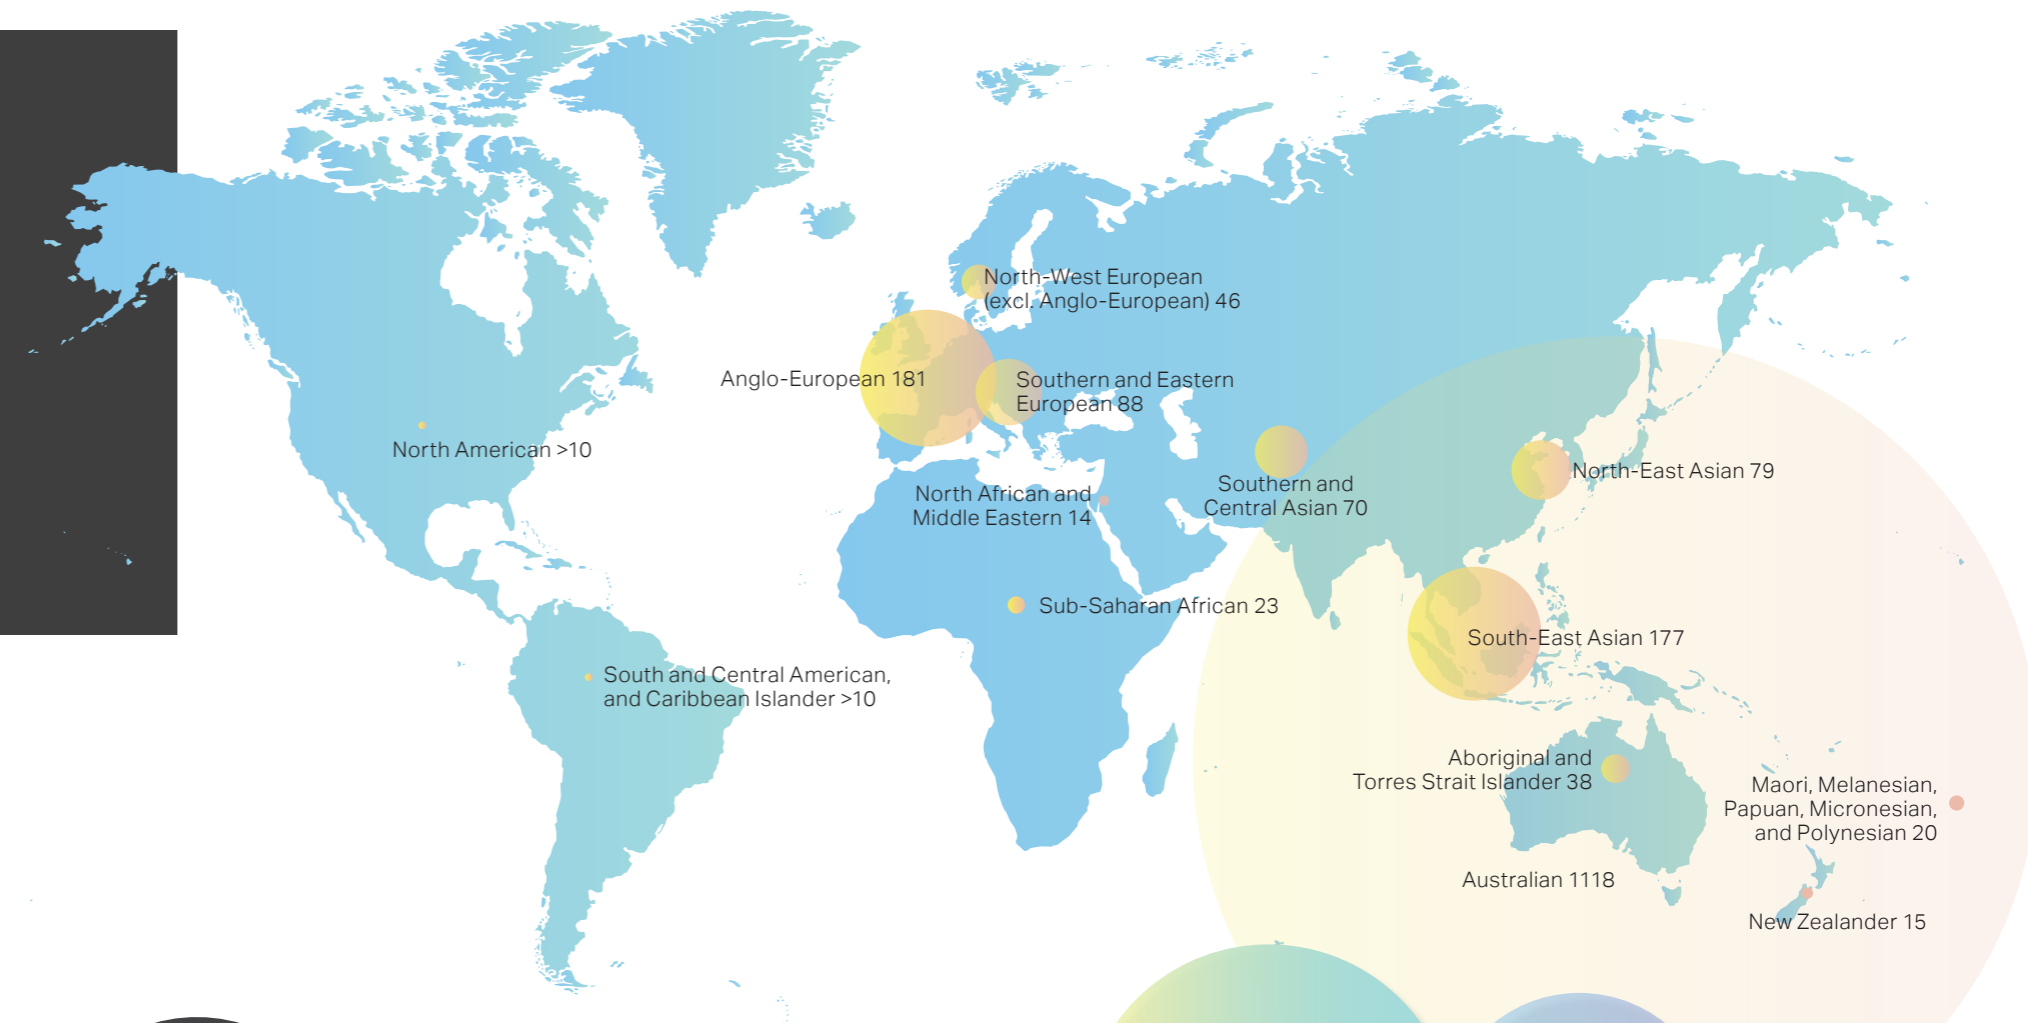 North-West European
(excl. Anglo-European) 46
Anglo-European 181
Southern and Eastern
European 88
North American >10
North African and
Middle Eastern 14
Southern and
Central Asian 70
North-East Asian 79
Sub-Saharan African 23
South-East Asian 177
South and Central American,
and Caribbean Islander >10
Aboriginal and
Torres Strait Islander 38
Maori, Melanesian,
Papuan, Micronesian,
and Polynesian 20
Australian 1118
New Zealander 15